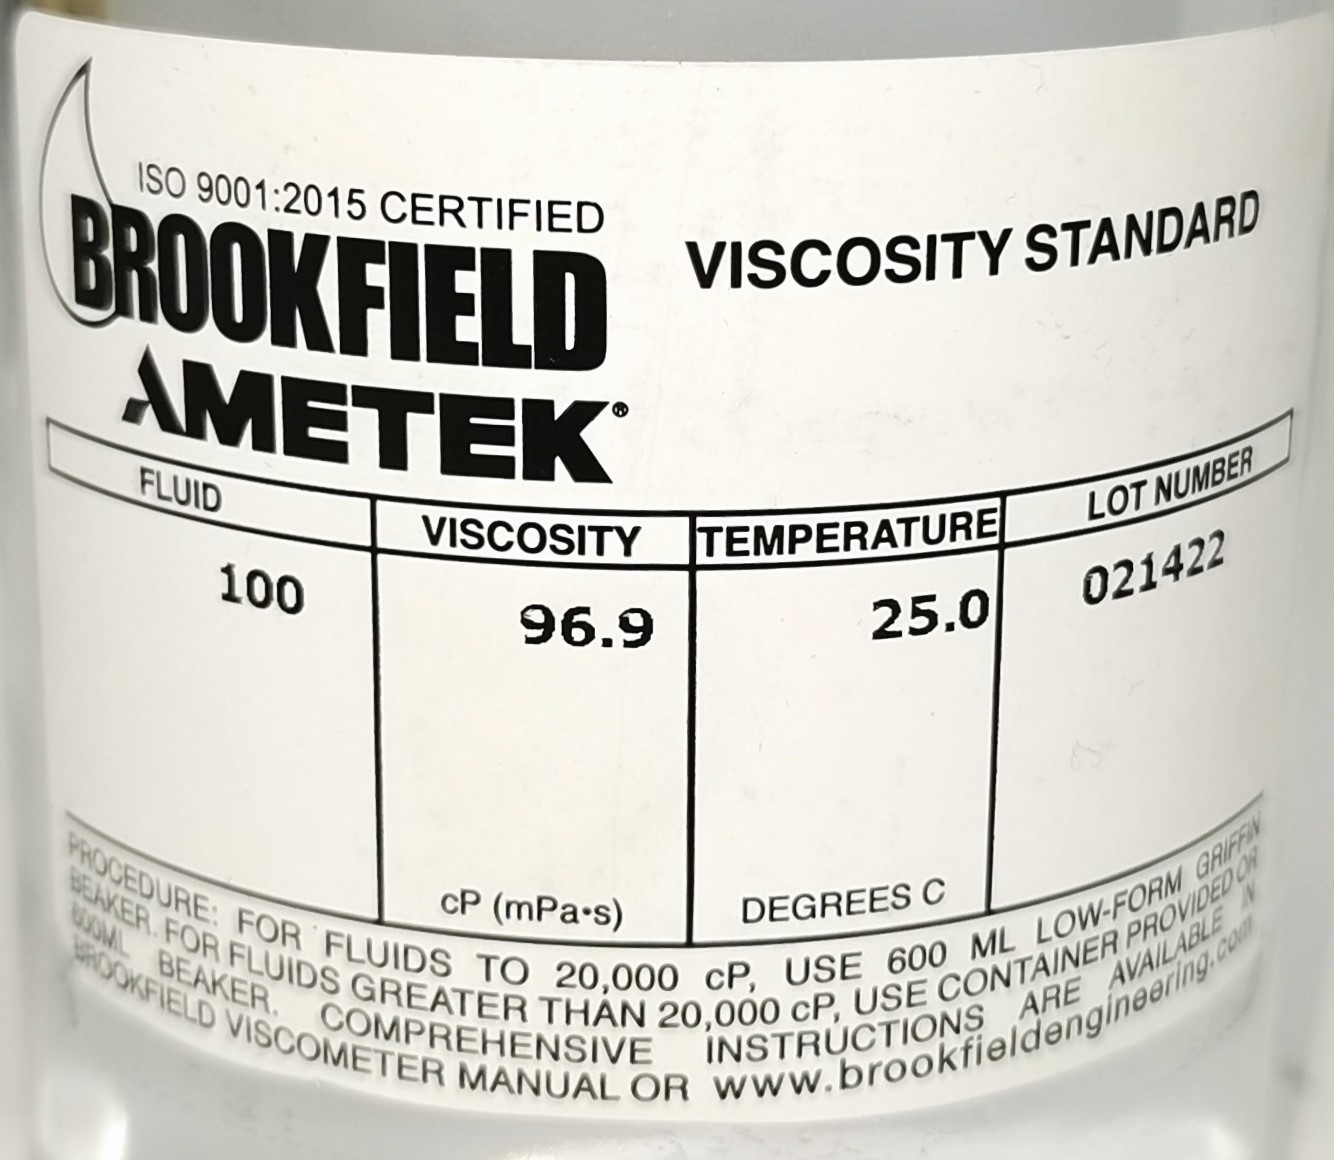 ISO 9001:2015 CERTIFIED
BROOKFIELD
AMETEK®
VISCOSITY STANDARD
FLUID VISCOSITY TEMPERATURE LOT NUMBER
100 96.9 25.0 021422
cP (mPa•s) DEGREES C
PROCEDURE: FOR FLUIDS TO 20,000 cP, USE 600 ML LOW-FORM GRIFFIN
BEAKER. FOR FLUIDS GREATER THAN 20,000 cP, USE CONTAINER PROVIDED OR
600ML BEAKER. COMPREHENSIVE INSTRUCTIONS ARE AVAILABLE IN
BROOKFIELD VISCOMETER MANUAL OR www.brookfieldengineering.com